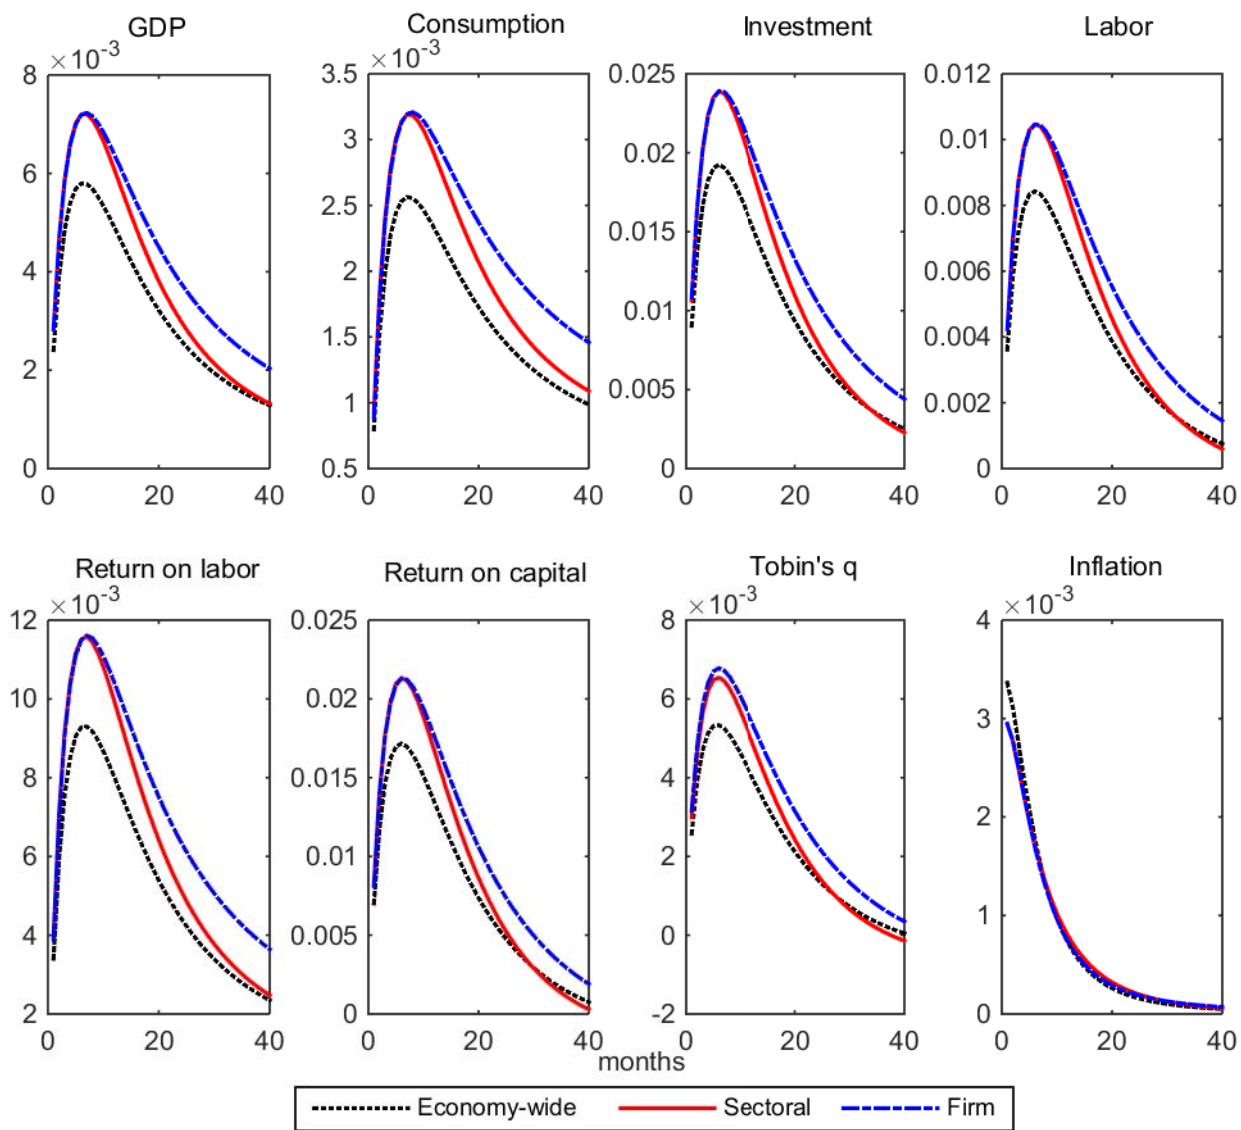 GDP
×10-3
8
6
4
2
0
0 20 40
Consumption
×10-3
3.5
3
2.5
2
1.5
1
0.5
0 20 40
Investment
0.025
0.02
0.015
0.01
0.005
0
0 20 40
Labor
0.012
0.01
0.008
0.006
0.004
0.002
0
0 20 40
Return on labor
×10-3
12
10
8
6
4
2
0 20 40
Return on capital
0.025
0.02
0.015
0.01
0.005
0
0 20 40
Tobin's q
×10-3
8
6
4
2
0
-2
0 20 40
Inflation
×10-3
4
3
2
1
0
0 20 40
months
Economy-wide Sectoral Firm